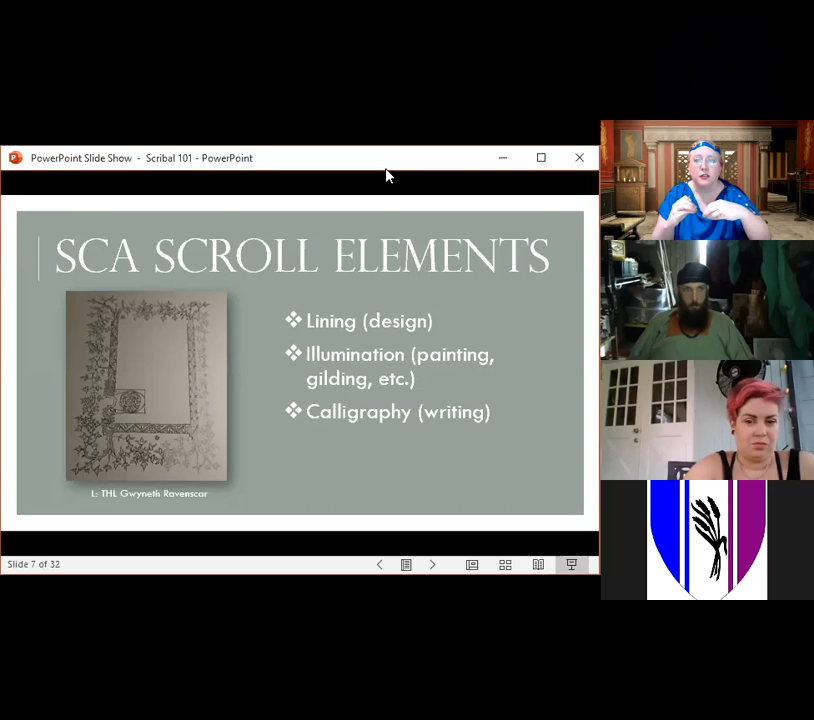 PowerPoint Slide Show - Scribal 101 - PowerPoint
SCA SCROLL ELEMENTS
Lining (design)
Illumination (painting,
gilding, etc.)
Calligraphy (writing)
L: THL Gwyneth Ravenscar
Slide 7 of 32